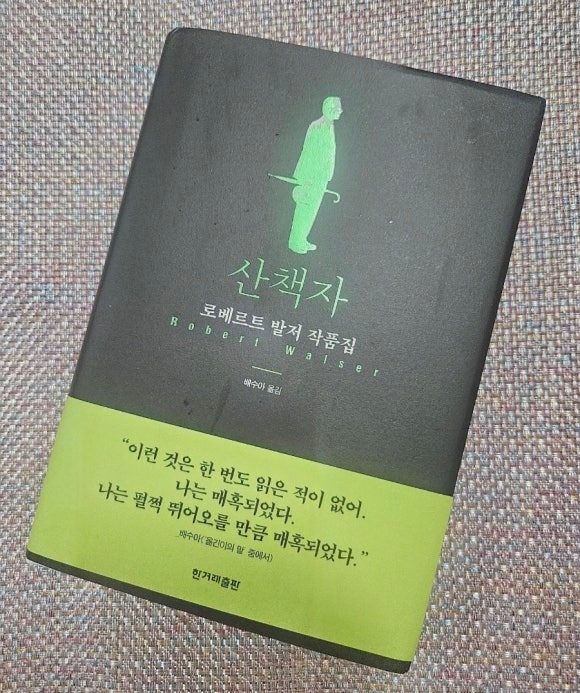 산책자
로베르트 발저 작품집
Robert Walser
배수아 옮김
“이런 것은 한 번도 읽은 적이 없어.
나는 매혹되었다.
나는 펄쩍 뛰어오를 만큼 매혹되었다.”
_배수아(‘옮긴이의 말’ 중에서)
한겨레출판